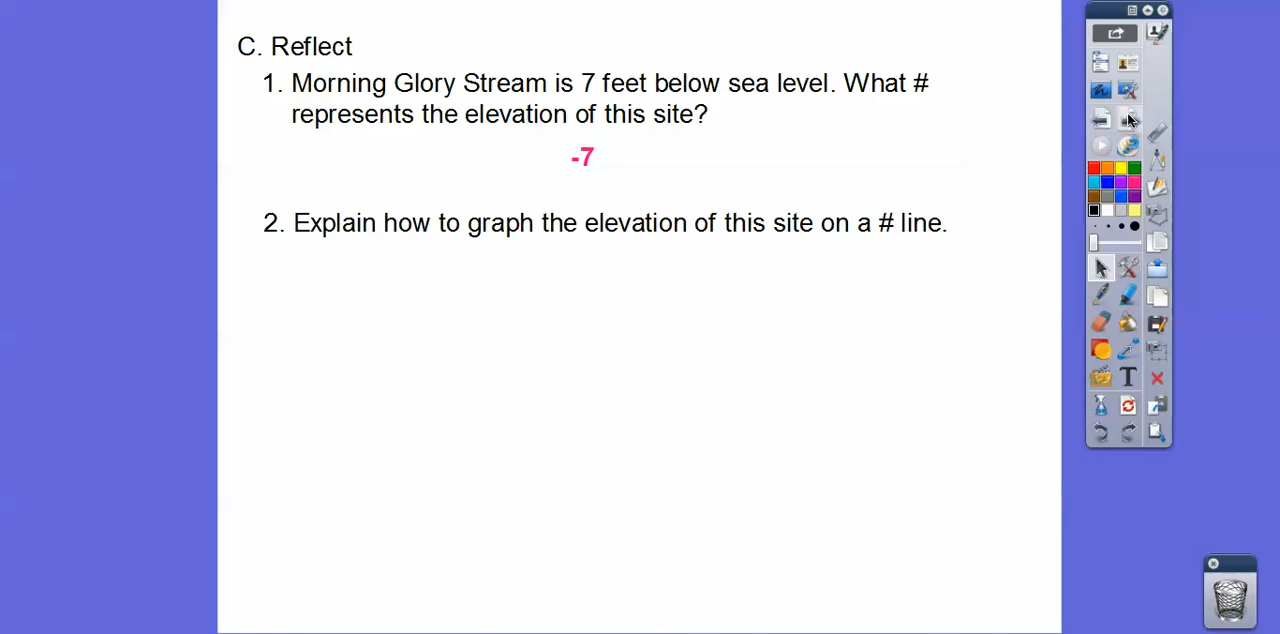 C. Reflect
1. Morning Glory Stream is 7 feet below sea level. What #
represents the elevation of this site?
-7
2. Explain how to graph the elevation of this site on a # line.
T